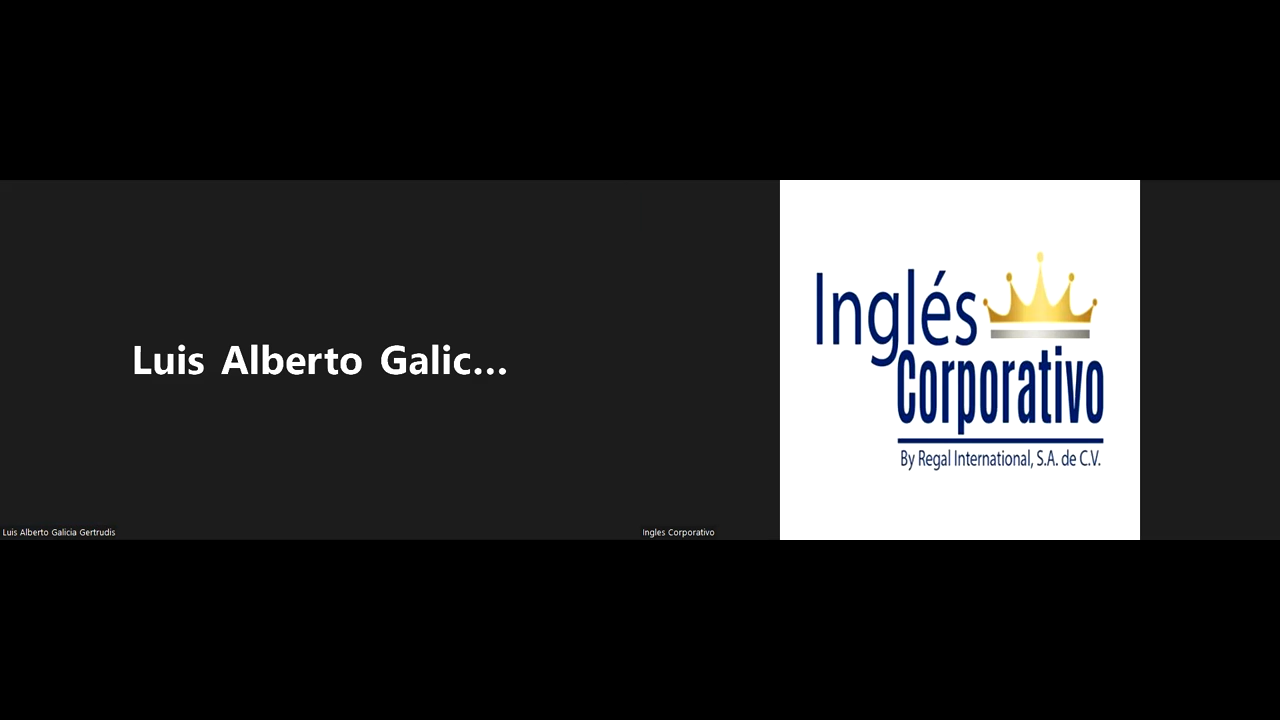 Luis Alberto Galic...
Luis Alberto Galicia Gertrudis
Inglés
Corporativo
By Regal International, S.A. de C.V.
Ingles Corporativo